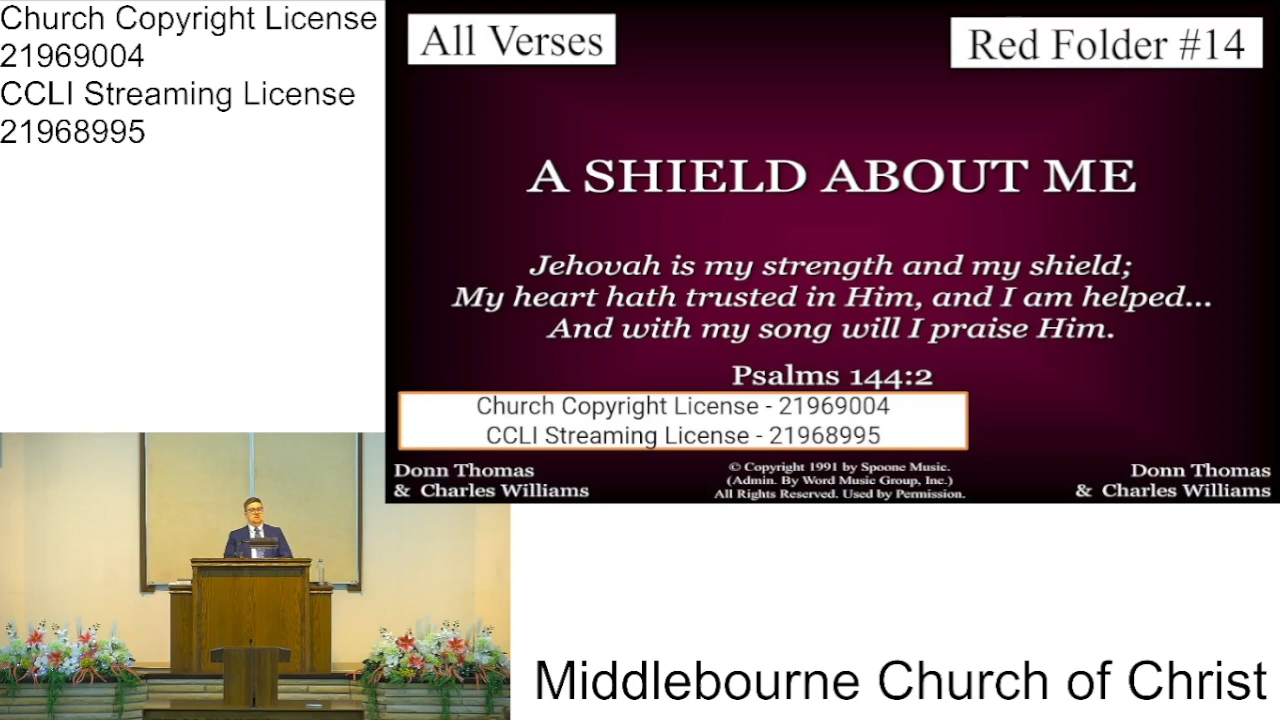 Church Copyright License
21969004
CCLI Streaming License
21968995
All Verses
Red Folder #14
A SHIELD ABOUT ME
Jehovah is my strength and my shield;
My heart hath trusted in Him, and I am helped...
And with my song will I praise Him.
Psalms 144:2
Church Copyright License - 21969004
CCLI Streaming License - 21968995
Donn Thomas
& Charles Williams
© Copyright 1991 by Spoone Music.
(Admin. By Word Music Group, Inc.)
All Rights Reserved. Used by Permission.
Donn Thomas
& Charles Williams
Middlebourne Church of Christ